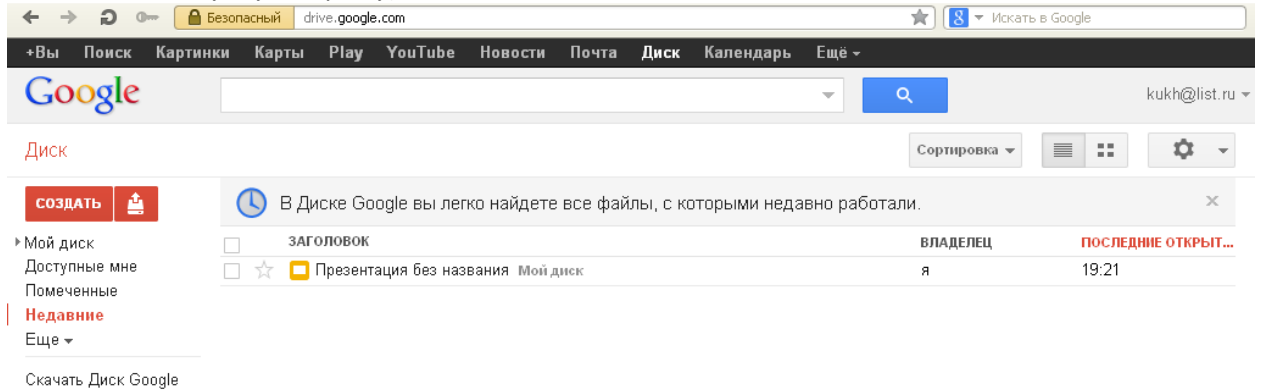 Безопасный drive.google.com Искать в Google
+Вы Поиск Картинки Карты Play YouTube Новости Почта Диск Календарь Ещё
Google kukh@list.ru
Диск Сортировка
СОЗДАТЬ В Диске Google вы легко найдете все файлы, с которыми недавно работали.
Мой диск ЗАГОЛОВОК ВЛАДЕЛЕЦ ПОСЛЕДНИЕ ОТКРЫТ...
Доступные мне Презентация без названия Мой диск я 19:21
Помеченные
Недавние
Еще
Скачать Диск Google